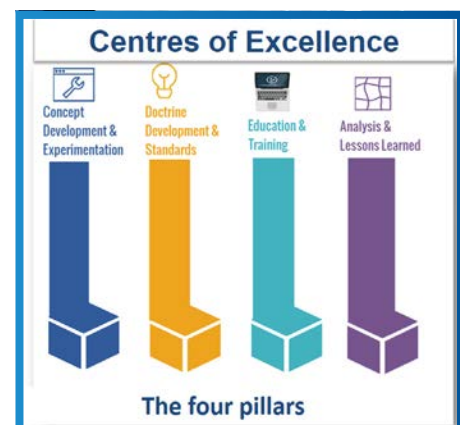 Centres of Excellence
Concept
Development &
Experimentation
Doctrine
Development &
Standards
Education &
Training
Analysis &
Lessons Learned
The four pillars